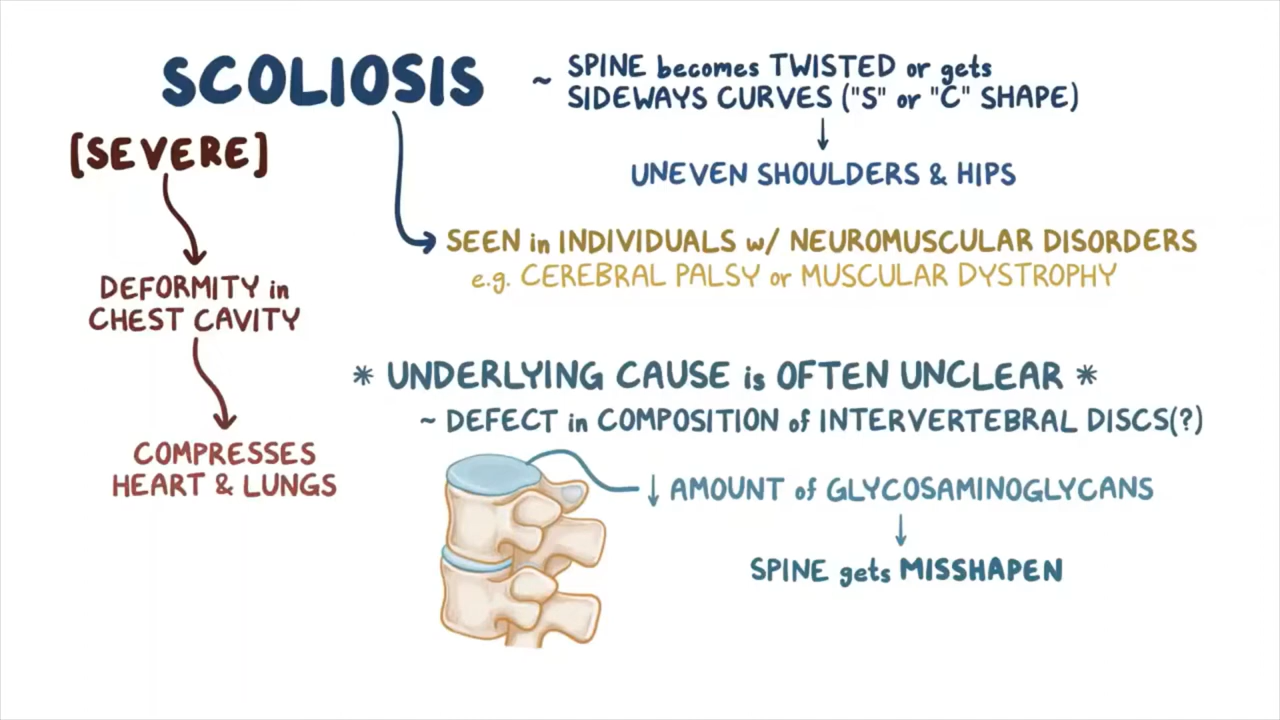 SCOLIOSIS
~ SPINE becomes TWISTED or gets
SIDEWAYS CURVES ("S" or "C" SHAPE)
UNEVEN SHOULDERS & HIPS
[SEVERE]
DEFORMITY in
CHEST CAVITY
COMPRESSES
HEART & LUNGS
SEEN in INDIVIDUALS w/ NEUROMUSCULAR DISORDERS
e.g. CEREBRAL PALSY or MUSCULAR DYSTROPHY
* UNDERLYING CAUSE is OFTEN UNCLEAR *
~ DEFECT in COMPOSITION of INTERVERTEBRAL DISCS(?)
↓ AMOUNT of GLYCOSAMINOGLYCANS
SPINE gets MISSHAPEN